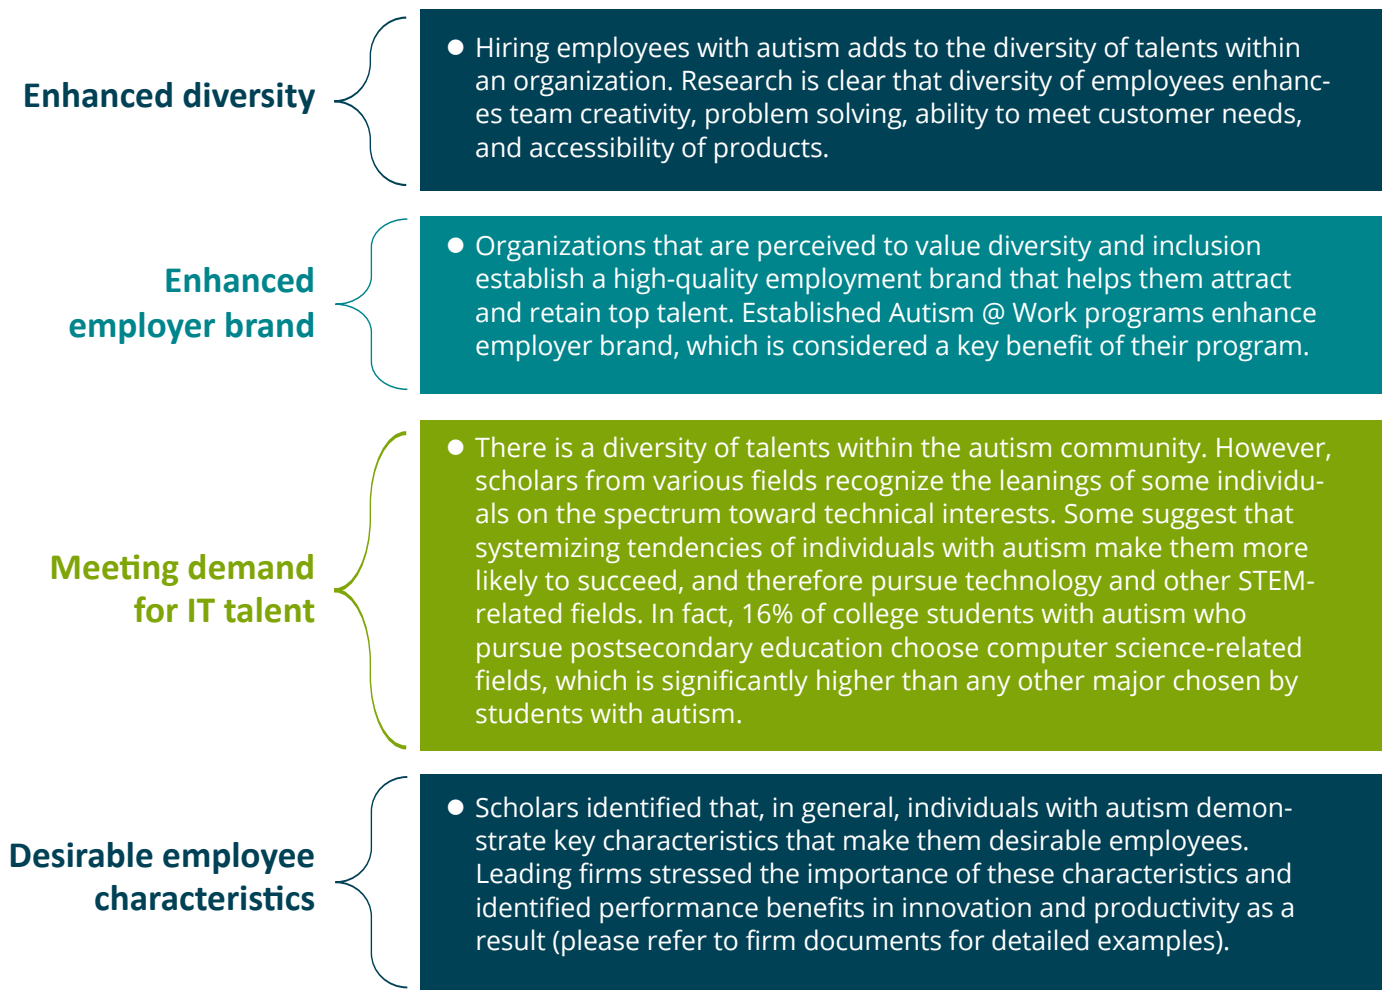 Enhanced diversity
● Hiring employees with autism adds to the diversity of talents within
an organization. Research is clear that diversity of employees enhanc-
es team creativity, problem solving, ability to meet customer needs,
and accessibility of products.
Enhanced
employer brand
● Organizations that are perceived to value diversity and inclusion
establish a high-quality employment brand that helps them attract
and retain top talent. Established Autism @ Work programs enhance
employer brand, which is considered a key benefit of their program.
Meeting demand
for IT talent
● There is a diversity of talents within the autism community. However,
scholars from various fields recognize the leanings of some individu-
als on the spectrum toward technical interests. Some suggest that
systemizing tendencies of individuals with autism make them more
likely to succeed, and therefore pursue technology and other STEM-
related fields. In fact, 16% of college students with autism who
pursue postsecondary education choose computer science-related
fields, which is significantly higher than any other major chosen by
students with autism.
Desirable employee
characteristics
● Scholars identified that, in general, individuals with autism demon-
strate key characteristics that make them desirable employees.
Leading firms stressed the importance of these characteristics and
identified performance benefits in innovation and productivity as a
result (please refer to firm documents for detailed examples).